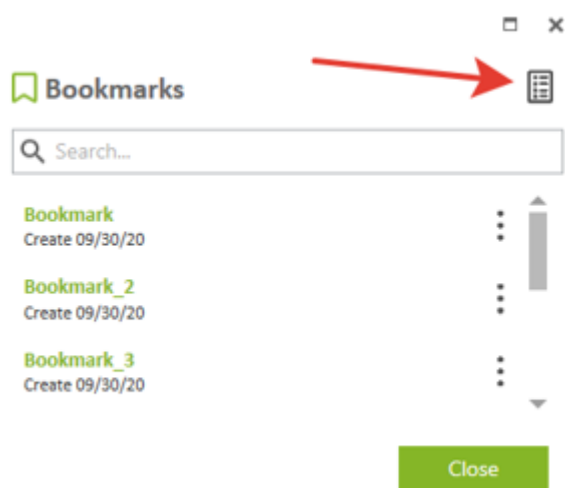 Bookmarks
Search...
Bookmark
Create 09/30/20
Bookmark_2
Create 09/30/20
Bookmark_3
Create 09/30/20
Close